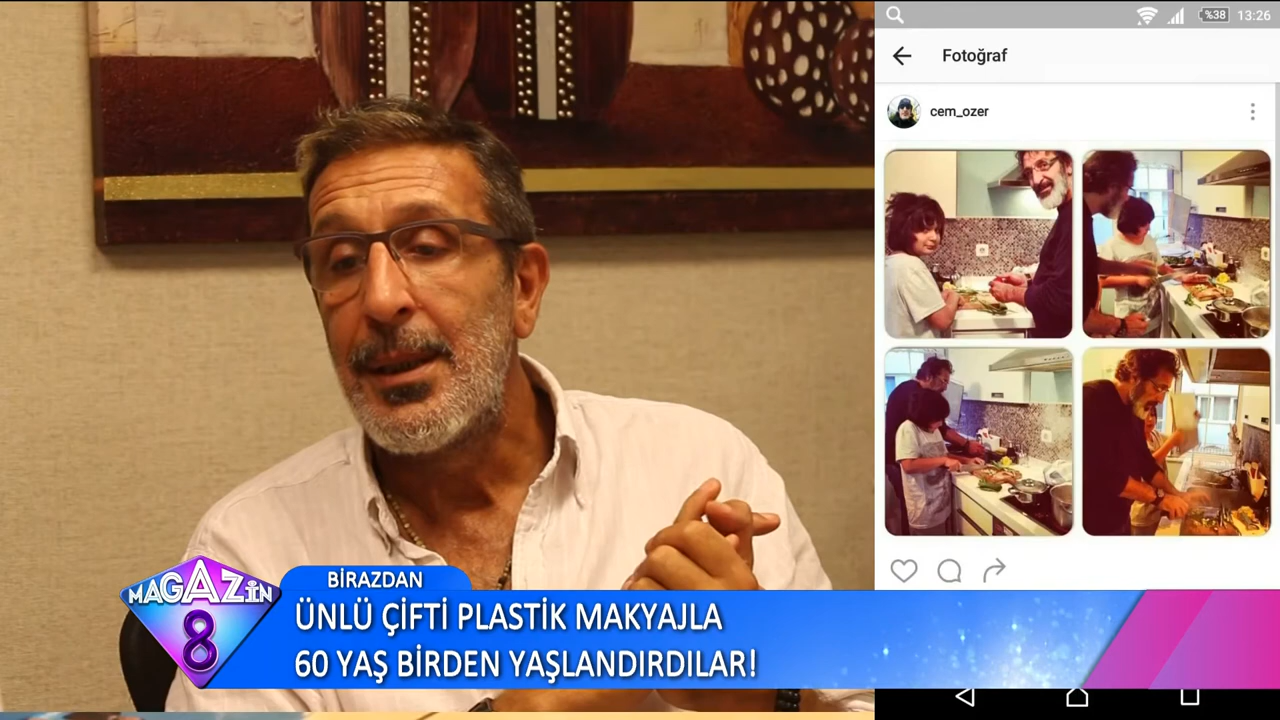 %38
13:26
Fotoğraf
cem_ozer
MAGAZİN
8
BİRAZDAN
ÜNLÜ ÇİFTİ PLASTİK MAKYAJLA
60 YAŞ BİRDEN YAŞLANDIRDILAR!